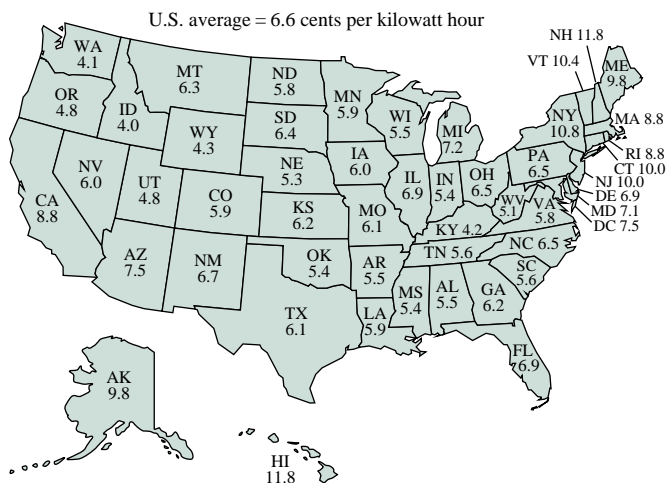 U.S. average = 6.6 cents per kilowatt hour
NH 11.8
VT 10.4
WA
4.1
MT
6.3
ND
5.8
MN
5.9
ME
9.8
OR
4.8
ID
4.0
WY
4.3
SD
6.4
WI
5.5
MI
7.2
NY
10.8
MA 8.8
RI 8.8
CT 10.0
NJ 10.0
DE 6.9
MD 7.1
DC 7.5
NV
6.0
UT
4.8
CO
5.9
NE
5.3
IA
6.0
IL
6.9
IN
5.4
OH
6.5
PA
6.5
WV
5.1
VA
5.8
CA
8.8
KS
6.2
MO
6.1
KY 4.2
NC 6.5
TN 5.6
SC
5.6
AZ
7.5
NM
6.7
OK
5.4
AR
5.5
MS
5.4
AL
5.5
GA
6.2
TX
6.1
LA
5.9
FL
6.9
AK
9.8
HI
11.8